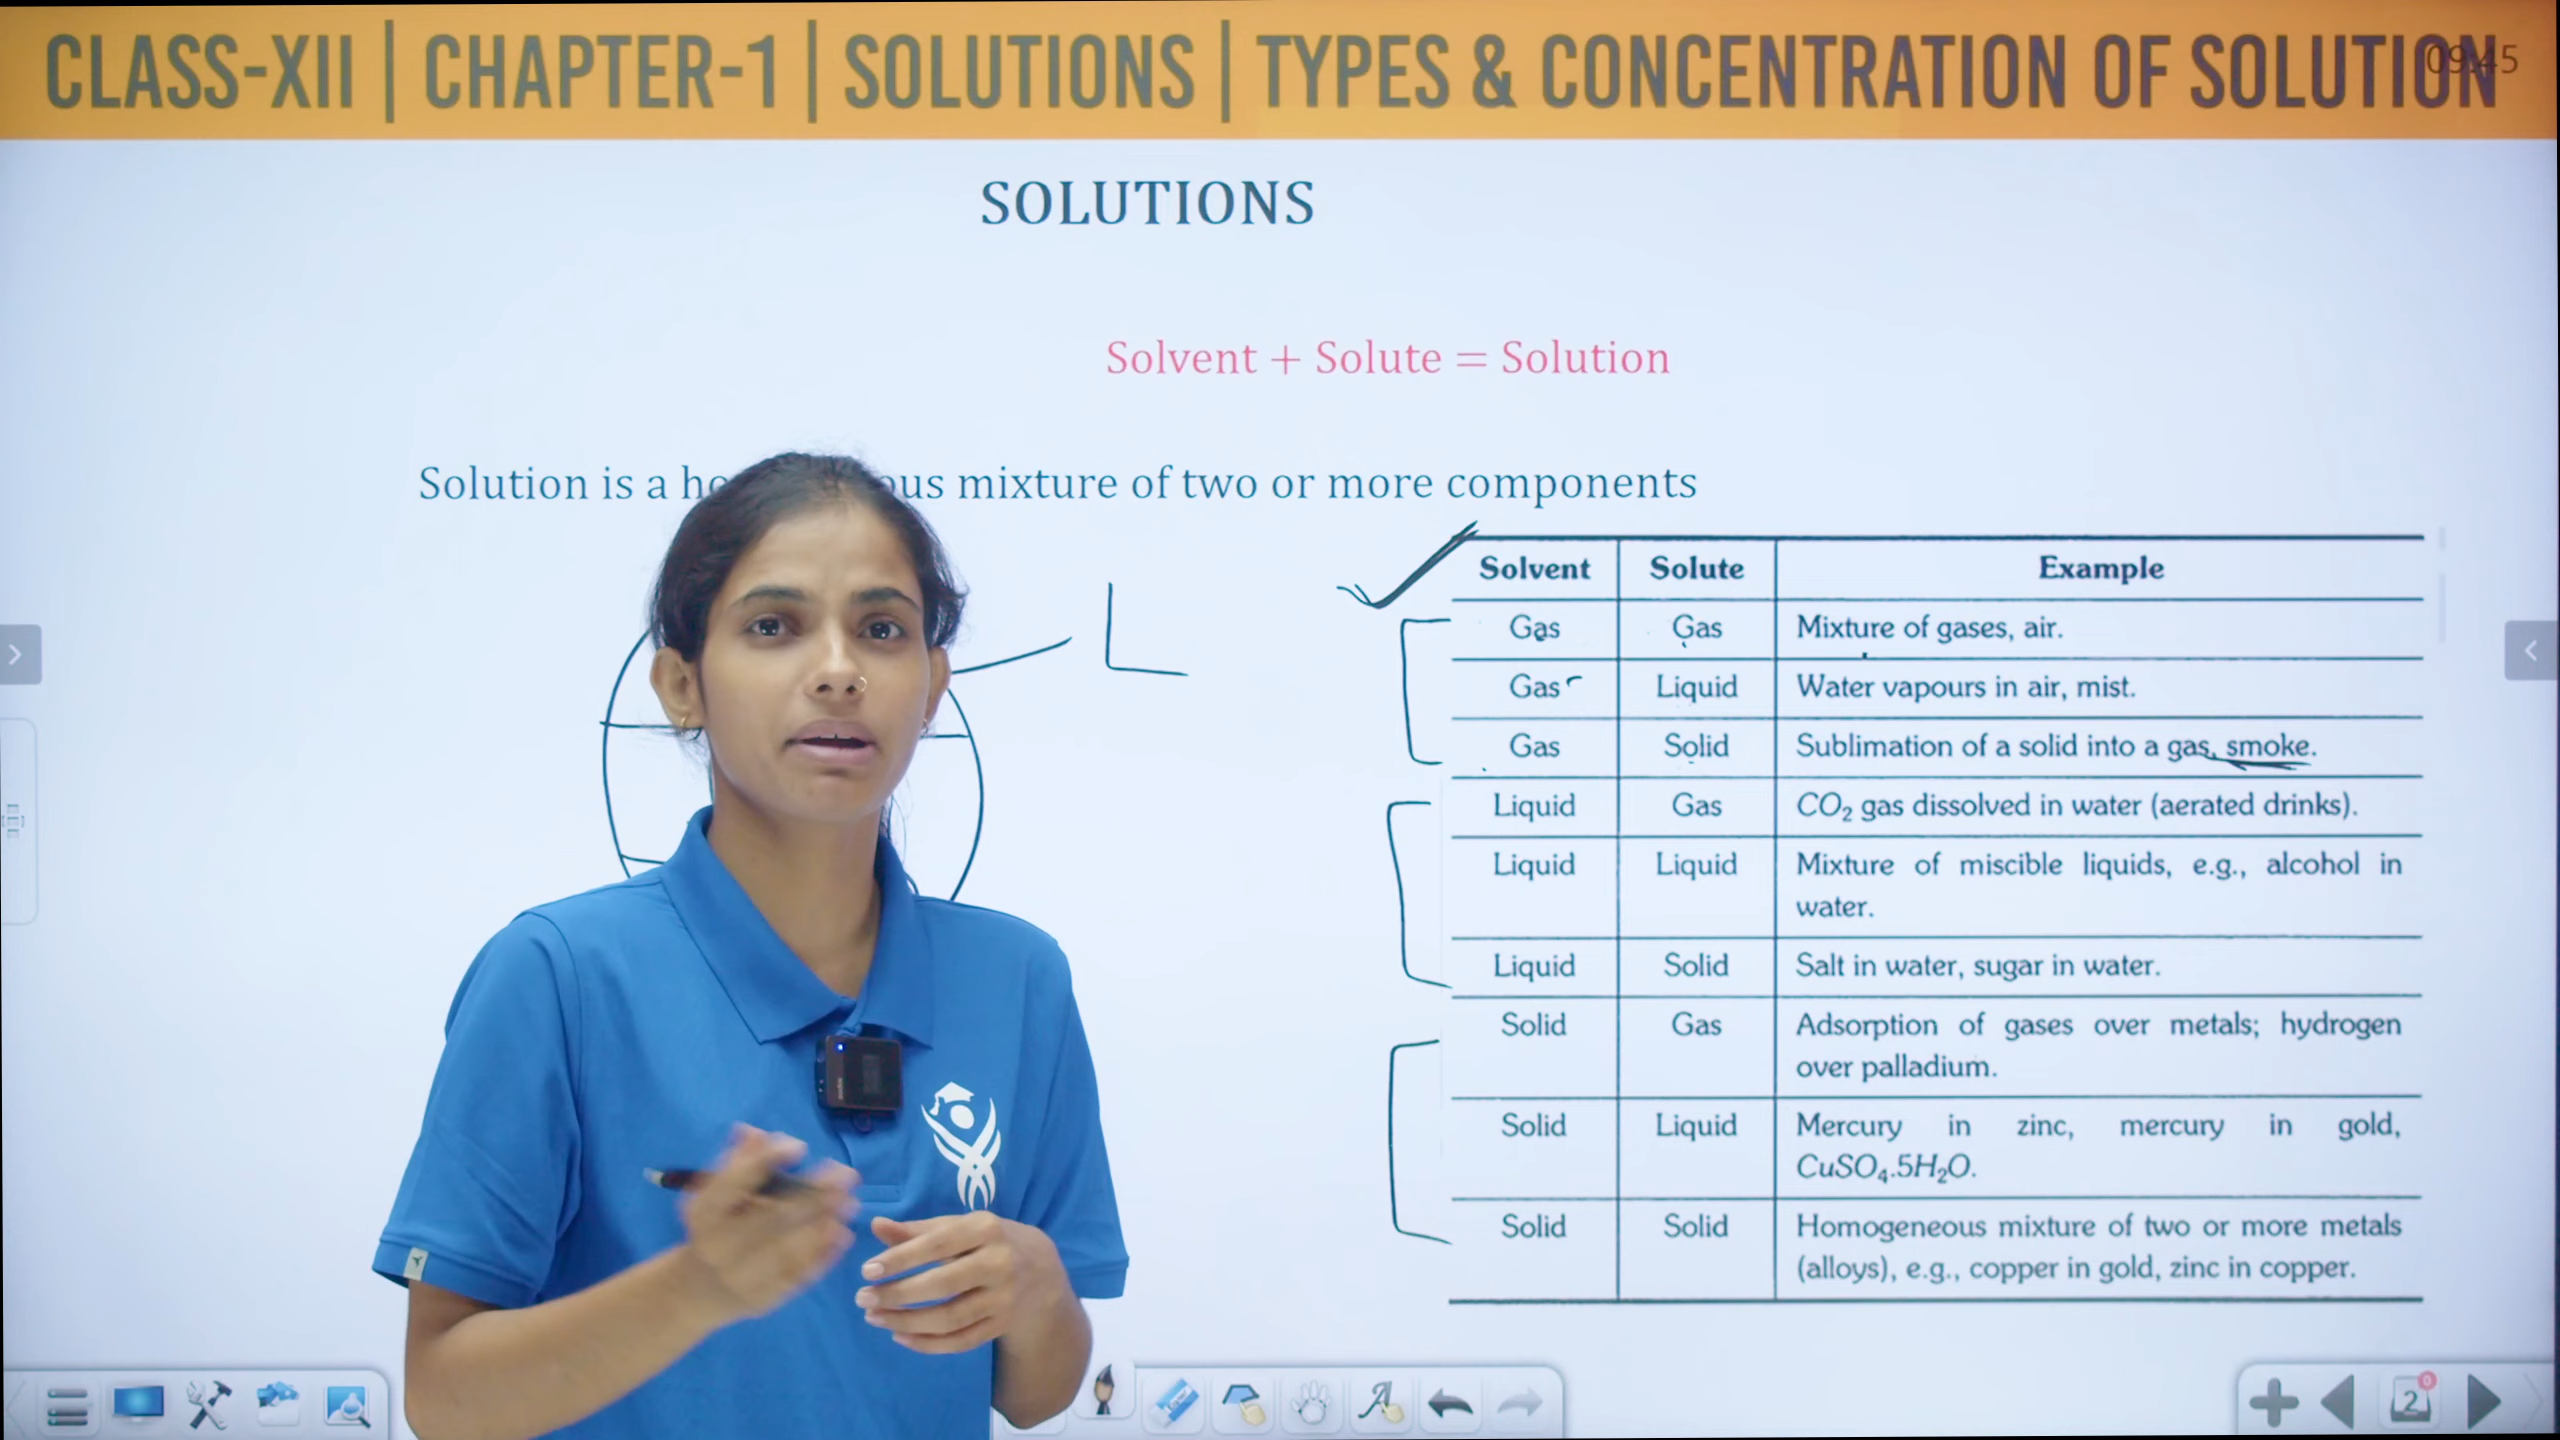 CLASS-XII | CHAPTER-1 | SOLUTIONS | TYPES & CONCENTRATION OF SOLUTION
09:45
SOLUTIONS
Solvent + Solute = Solution
Solution is a ho ous mixture of two or more components
L
Solvent Solute Example
Gas Gas Mixture of gases, air.
Gas Liquid Water vapours in air, mist.
Gas Solid Sublimation of a solid into a gas, smoke.
Liquid Gas CO₂ gas dissolved in water (aerated drinks).
Liquid Liquid Mixture of miscible liquids, e.g., alcohol in
water.
Liquid Solid Salt in water, sugar in water.
Solid Gas Adsorption of gases over metals; hydrogen
over palladium.
Solid Liquid Mercury in zinc, mercury in gold,
CuSO₄.5H₂O.
Solid Solid Homogeneous mixture of two or more metals
(alloys), e.g., copper in gold, zinc in copper.
2
0